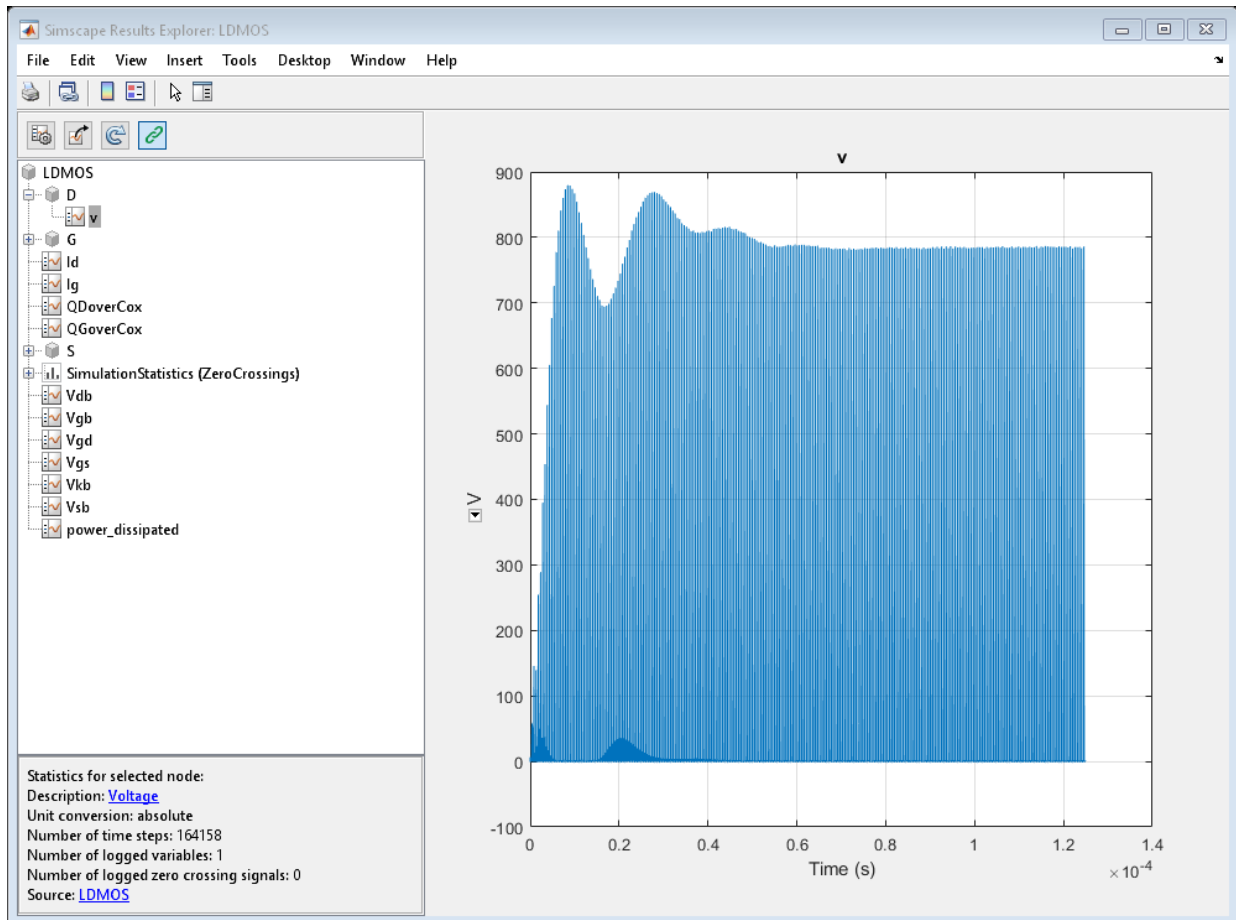 Simscape Results Explorer: LDMOS
File Edit View Insert Tools Desktop Window Help
LDMOS
D
v
G
Id
Ig
QDoverCox
QGoverCox
S
SimulationStatistics (ZeroCrossings)
Vdb
Vgb
Vgd
Vgs
Vkb
Vsb
power_dissipated
Statistics for selected node:
Description: Voltage
Unit conversion: absolute
Number of time steps: 164158
Number of logged variables: 1
Number of logged zero crossing signals: 0
Source: LDMOS
v
900
800
700
600
500
400
300
200
100
0
-100
V
0 0.2 0.4 0.6 0.8 1 1.2 1.4
Time (s)
×10⁻⁴